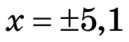 x = ±5,1